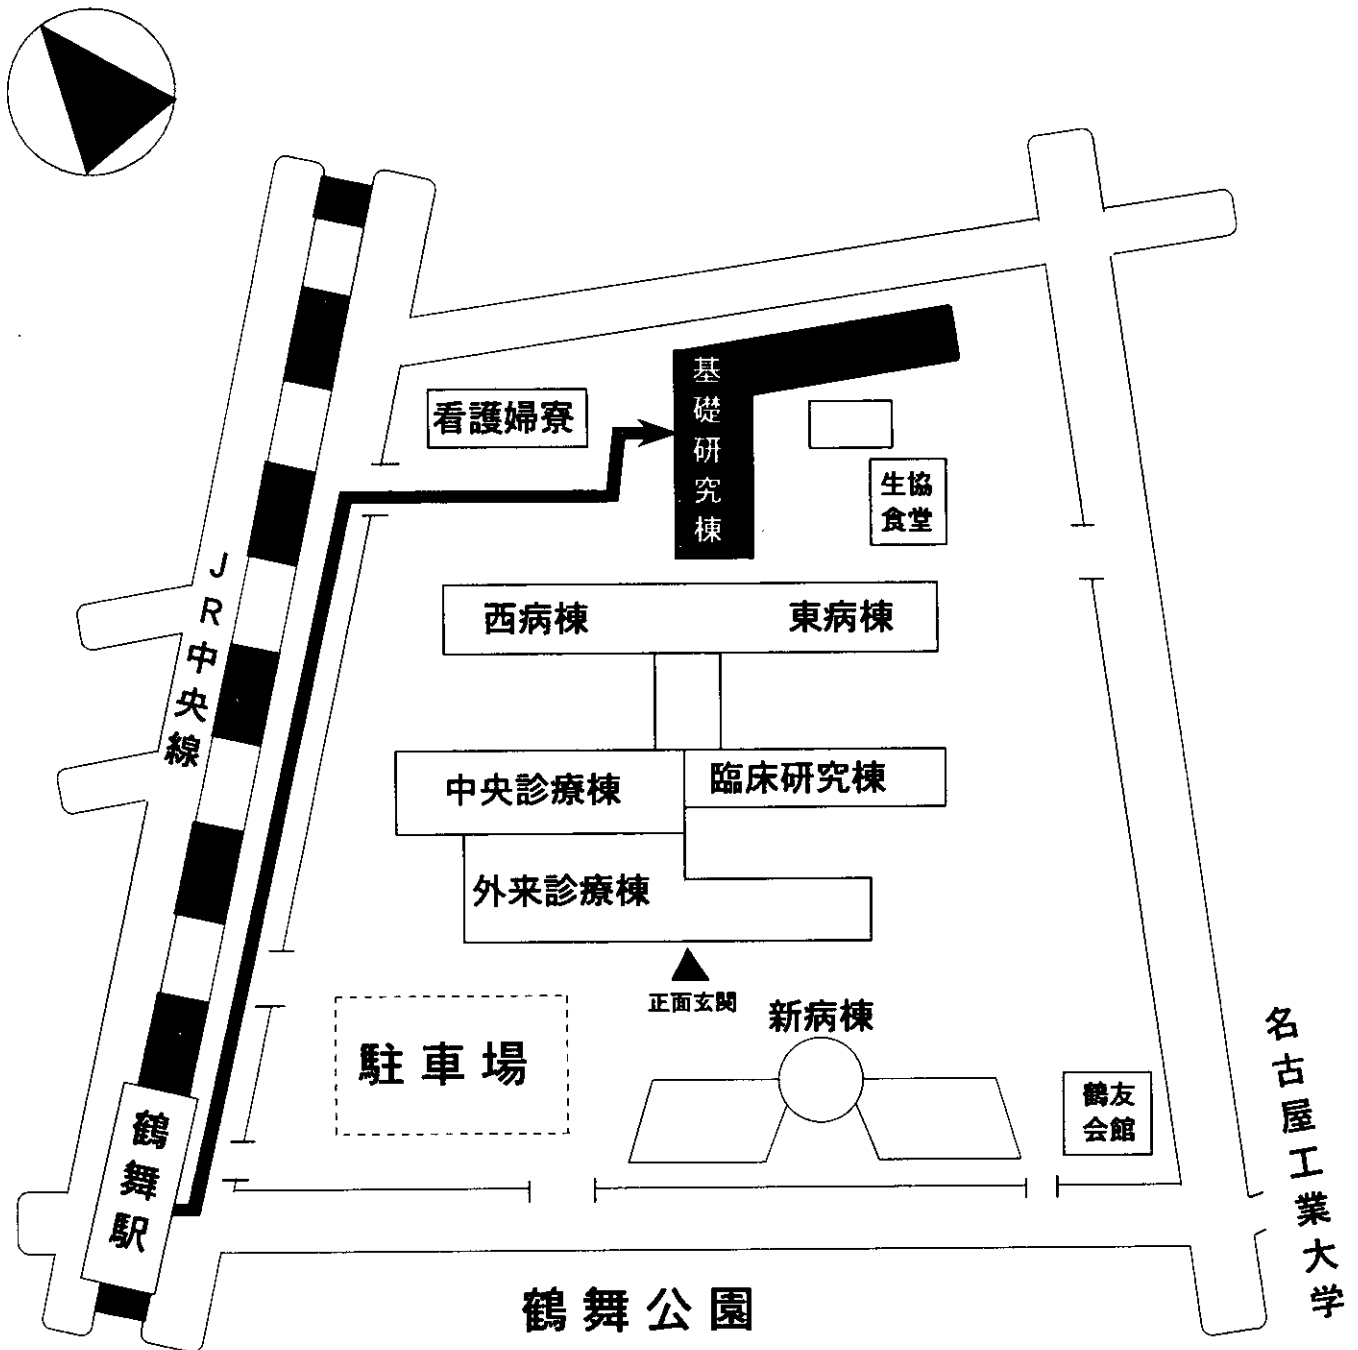 基礎研究棟
看護婦寮
生協
食堂
JR中央線
西病棟
東病棟
中央診療棟
臨床研究棟
外来診療棟
正面玄関
新病棟
駐車場
鶴友
会館
名古屋工業大学
鶴舞駅
鶴舞公園